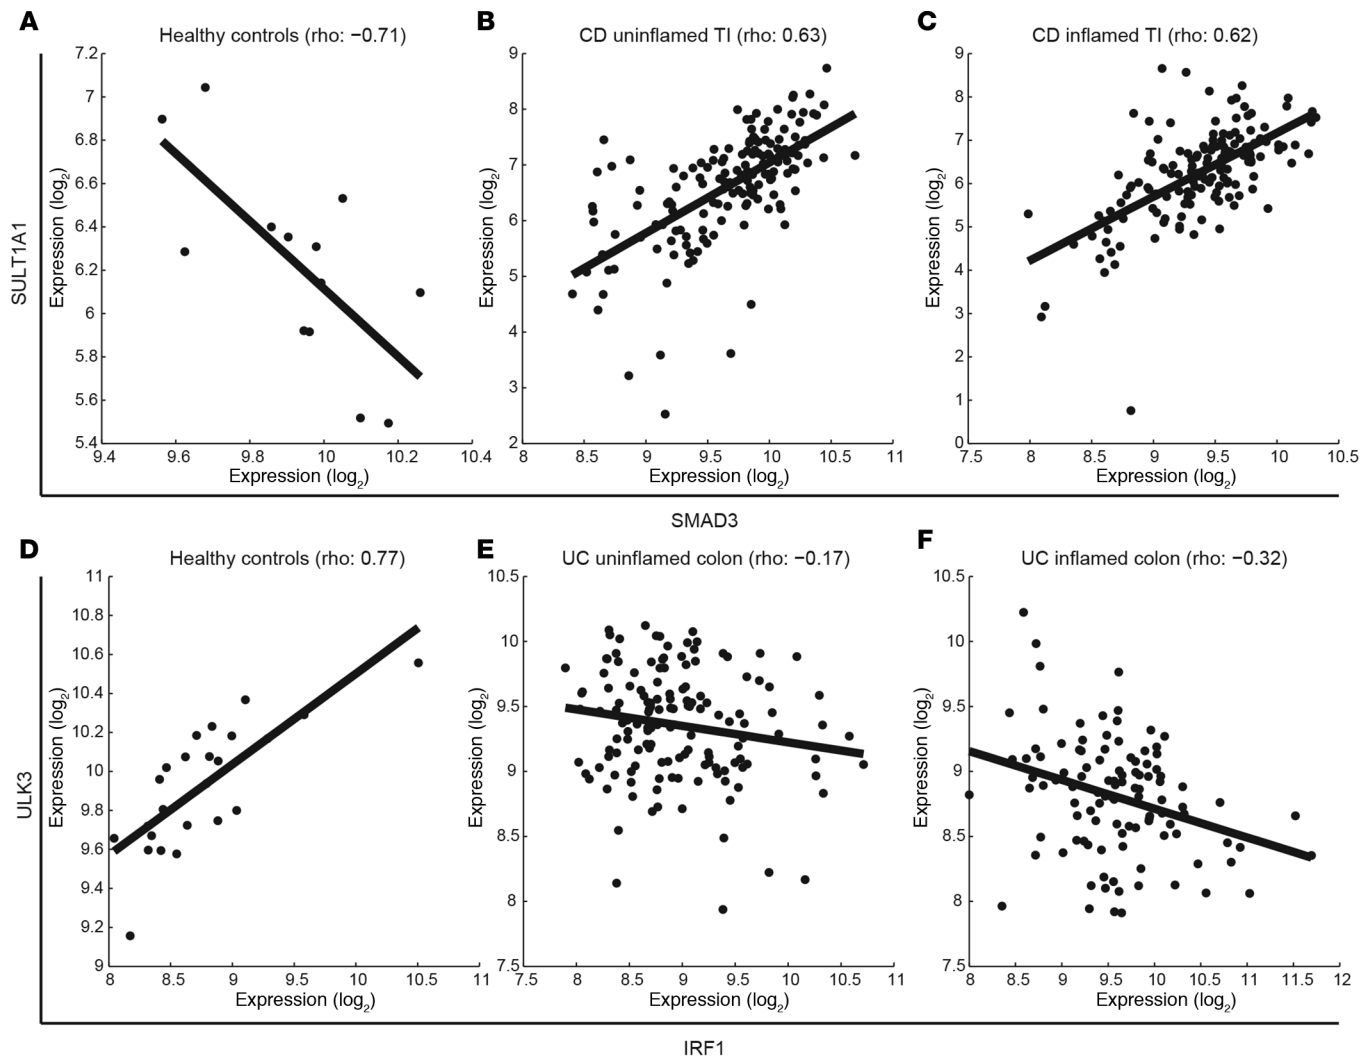 A
Healthy controls (rho: −0.71)
7.2
7
6.8
6.6
6.4
6.2
6
5.8
5.6
5.4
9.4 9.6 9.8 10 10.2 10.4
Expression (log2)
Expression (log2)
B
CD uninflamed TI (rho: 0.63)
9
8
7
6
5
4
3
2
8 8.5 9 9.5 10 10.5 11
Expression (log2)
Expression (log2)
C
CD inflamed TI (rho: 0.62)
9
8
7
6
5
4
3
2
1
0
7.5 8 8.5 9 9.5 10 10.5
Expression (log2)
Expression (log2)
SULT1A1
SMAD3
D
Healthy controls (rho: 0.77)
11
10.8
10.6
10.4
10.2
10
9.8
9.6
9.4
9.2
9
8 8.5 9 9.5 10 10.5 11
Expression (log2)
Expression (log2)
E
UC uninflamed colon (rho: −0.17)
10.5
10
9.5
9
8.5
8
7.5
7.5 8 8.5 9 9.5 10 10.5 11
Expression (log2)
Expression (log2)
F
UC inflamed colon (rho: −0.32)
10.5
10
9.5
9
8.5
8
7.5
8 8.5 9 9.5 10 10.5 11 11.5 12
Expression (log2)
Expression (log2)
ULK3
IRF1